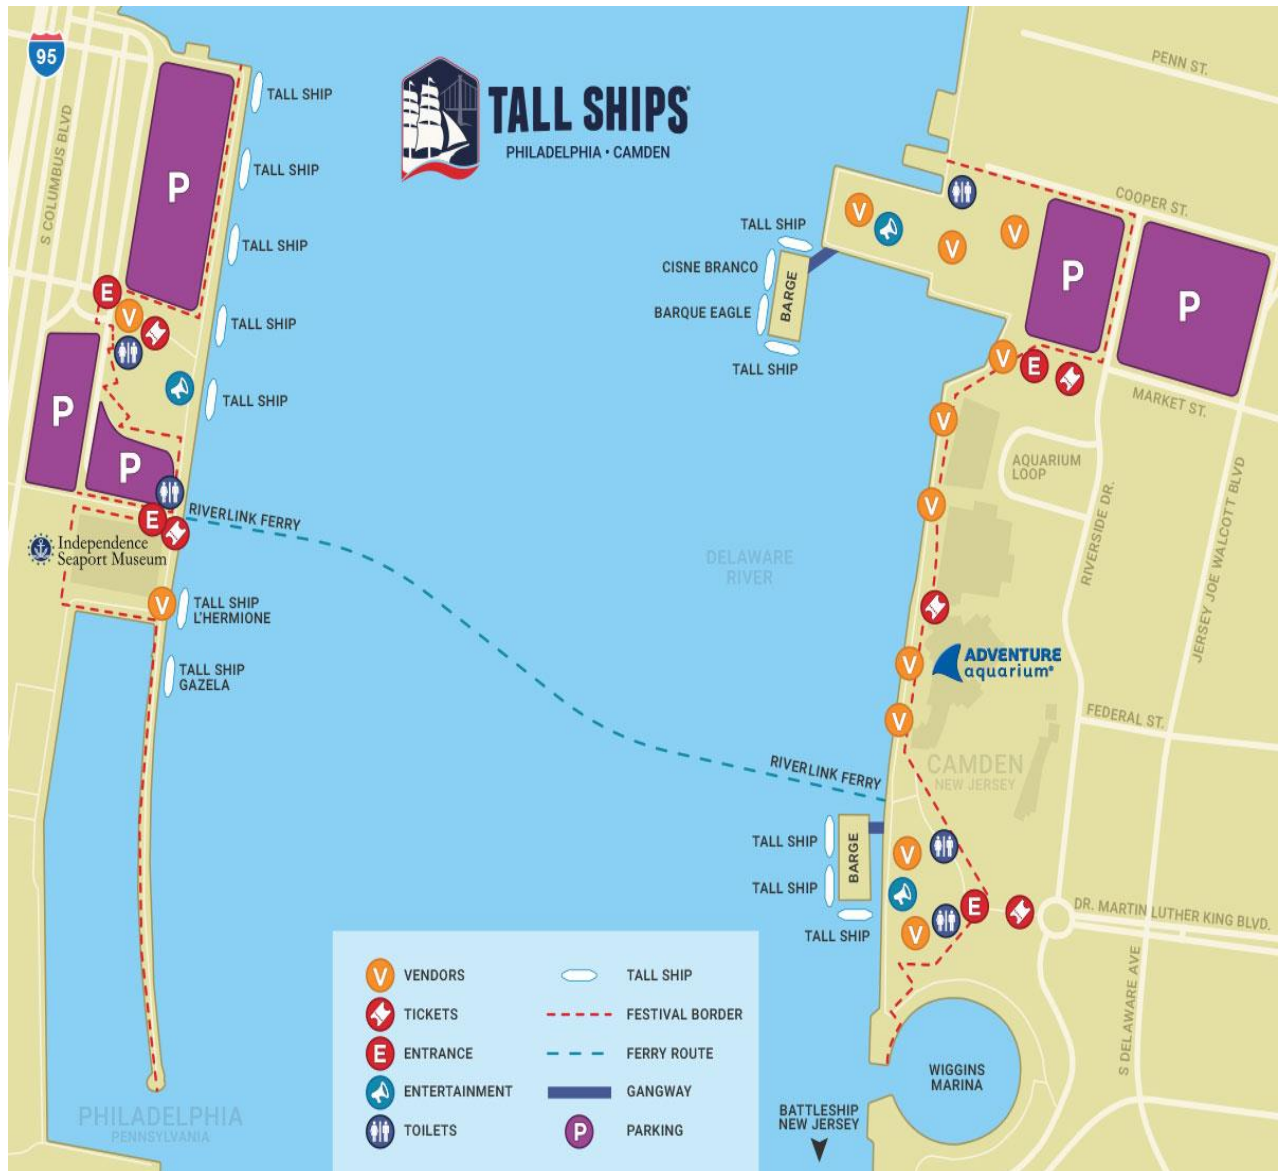 95
S COLUMBUS BLVD
P
TALL SHIP
TALL SHIP
TALL SHIP
TALL SHIP
TALL SHIP
E
V
P
P
E
RIVERLINK FERRY
Independence
Seaport Museum
V
TALL SHIP
L'HERMIONE
TALL SHIP
GAZELA
PHILADELPHIA
PENNSYLVANIA
TALL SHIPS®
PHILADELPHIA • CAMDEN
DELAWARE
RIVER
TALL SHIP
CISNE BRANCO
BARQUE EAGLE
TALL SHIP
BARGE
V
V
V
PENN ST.
COOPER ST.
P
P
V
E
MARKET ST.
V
AQUARIUM
LOOP
V
RIVERSIDE DR.
JERSEY JOE WALCOTT BLVD
V
ADVENTURE
aquarium®
V
FEDERAL ST.
CAMDEN
NEW JERSEY
RIVERLINK FERRY
TALL SHIP
TALL SHIP
TALL SHIP
BARGE
V
E
V
DR. MARTIN LUTHER KING BLVD.
S DELAWARE AVE
WIGGINS
MARINA
BATTLESHIP
NEW JERSEY
V VENDORS
TICKETS
E ENTRANCE
ENTERTAINMENT
TOILETS
TALL SHIP
FESTIVAL BORDER
FERRY ROUTE
GANGWAY
P PARKING